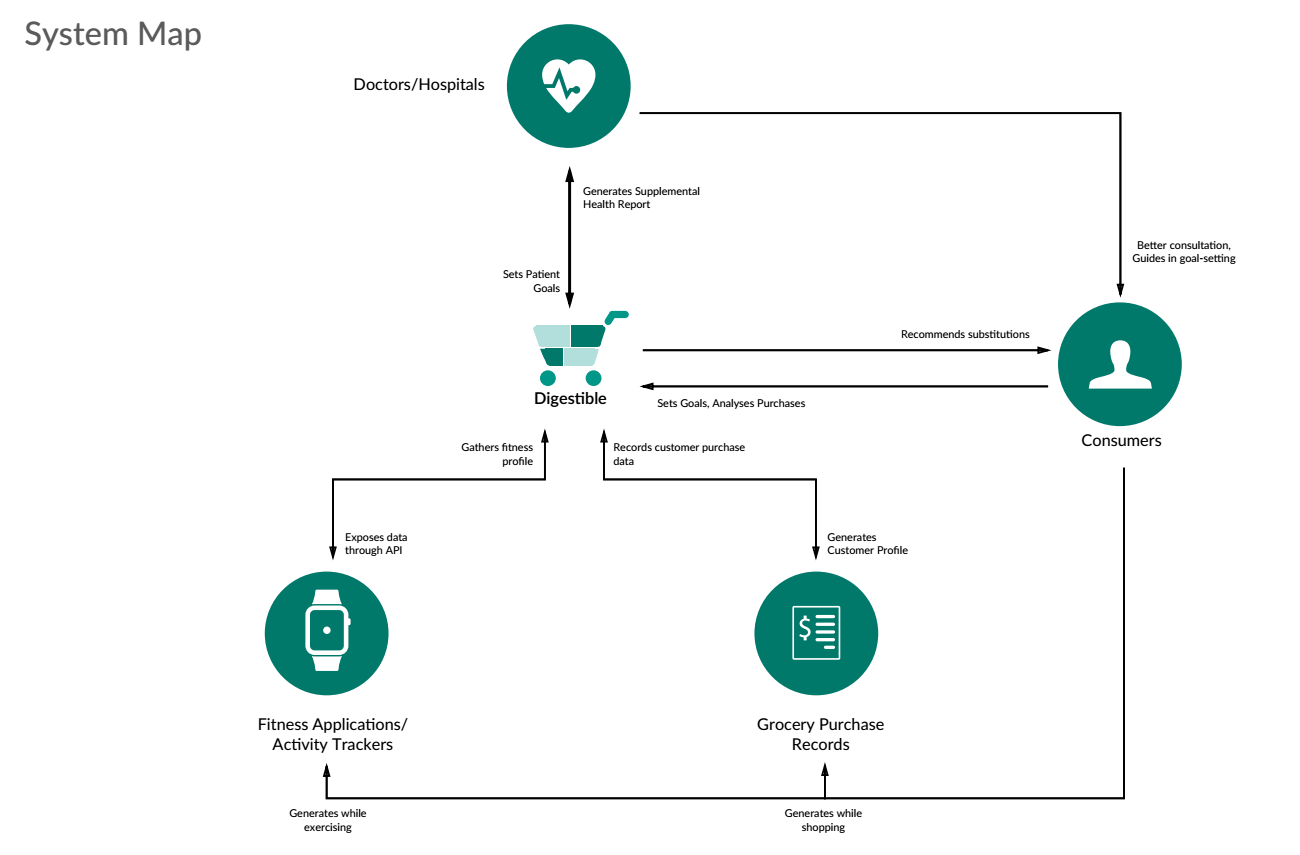 System Map
Doctors/Hospitals
Generates Supplemental
Health Report
Better consultation,
Guides in goal-setting
Sets Patient
Goals
Recommends substitutions
Digestible
Sets Goals, Analyses Purchases
Consumers
Gathers fitness
profile
Records customer purchase
data
Exposes data
through API
Generates
Customer Profile
$
Fitness Applications/
Activity Trackers
Grocery Purchase
Records
Generates while
exercising
Generates while
shopping